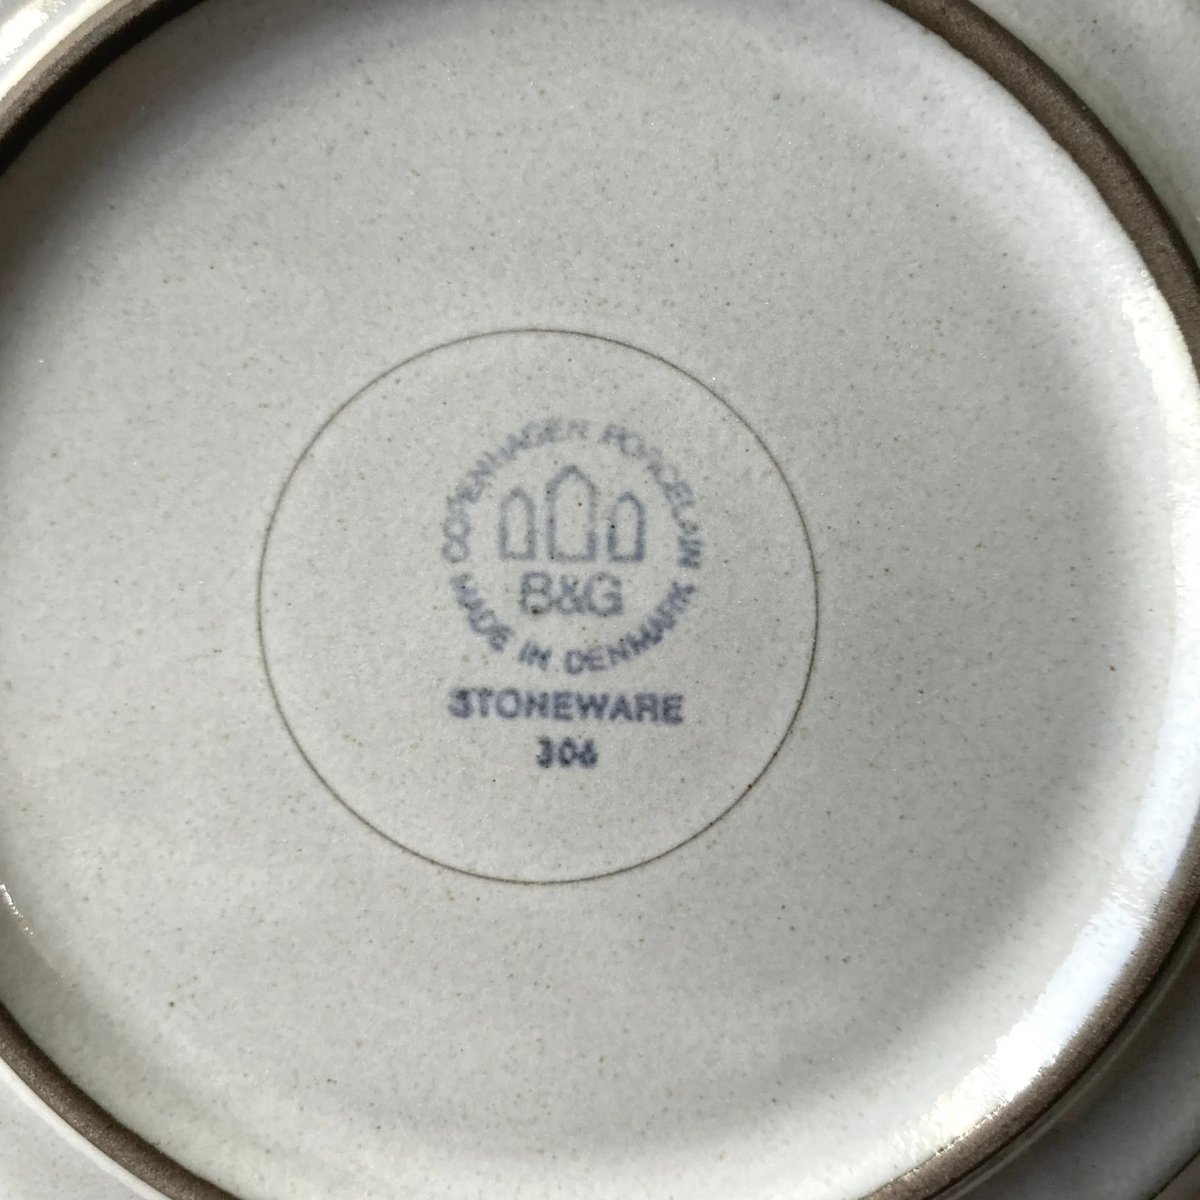 COPENHAGEN PORCELAIN
B&G
MADE IN DENMARK
STONEWARE
306